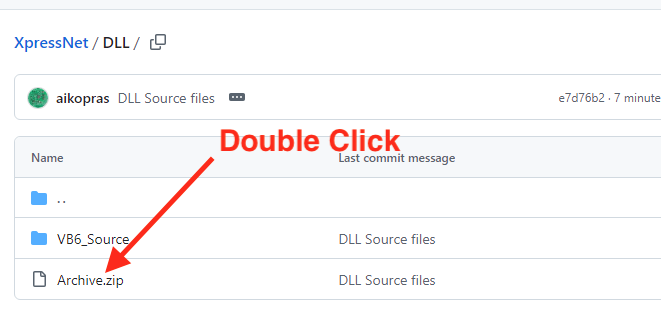 XpressNet / DLL /
aikopras DLL Source files e7d76b2 · 7 minute
Double Click
Name Last commit message
..
VB6_Source DLL Source files
Archive.zip DLL Source files